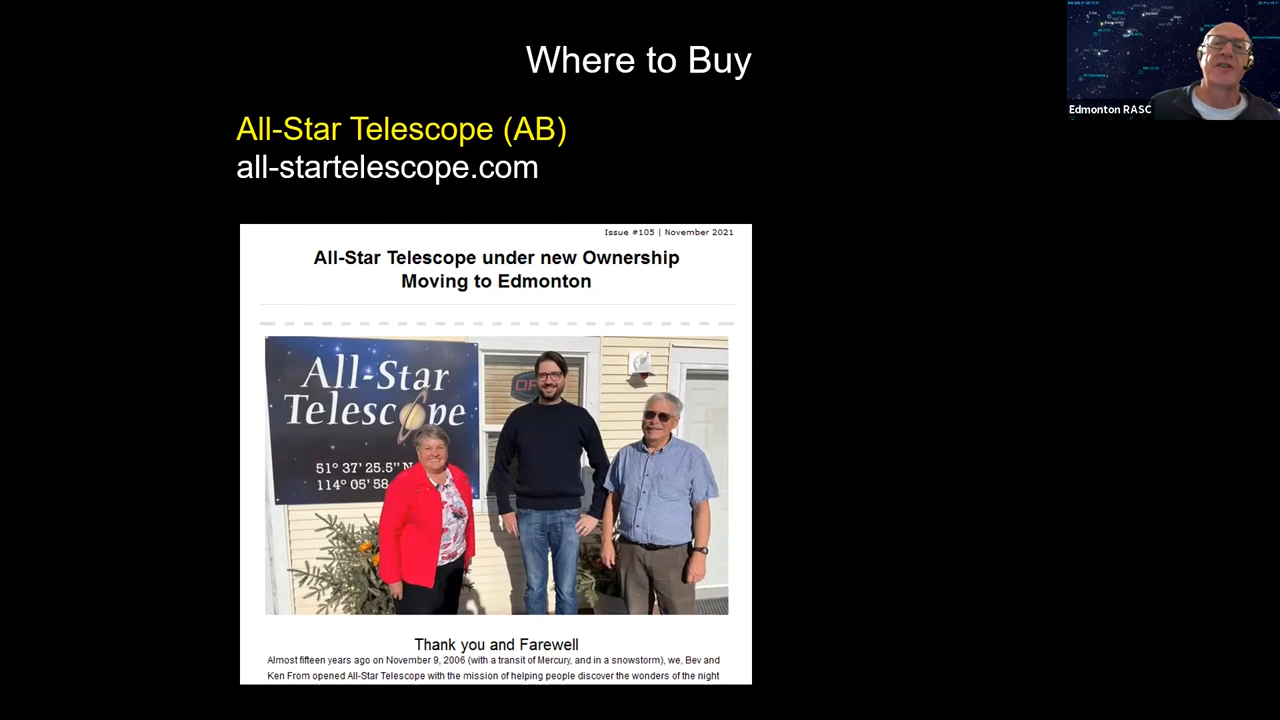 Where to Buy
Edmonton RASC
All-Star Telescope (AB)
all-startelescope.com
Issue #105 | November 2021
All-Star Telescope under new Ownership
Moving to Edmonton
All-Star
Telescope
51° 37' 25.5" N
114° 05' 58
Thank you and Farewell
Almost fifteen years ago on November 9, 2006 (with a transit of Mercury, and in a snowstorm), we, Bev and
Ken From opened All-Star Telescope with the mission of helping people discover the wonders of the night